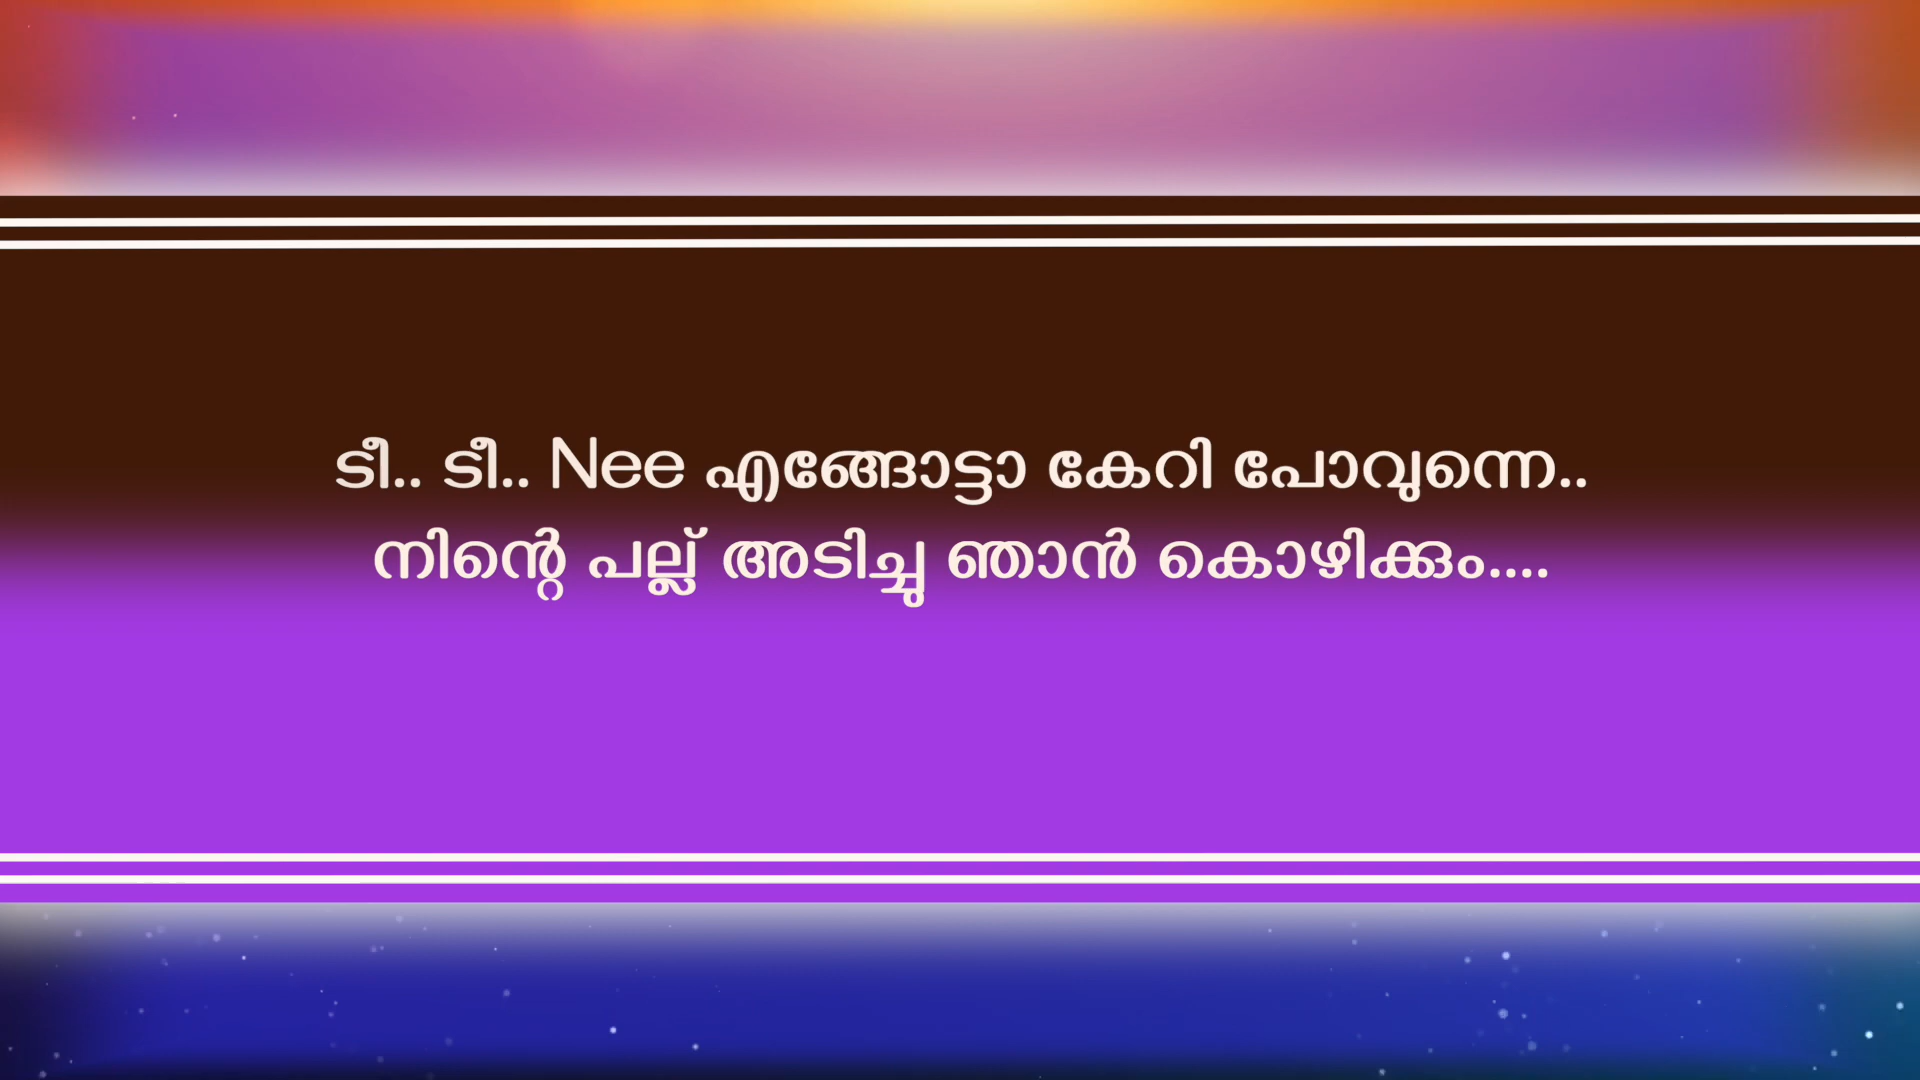 ടീ.. ടീ.. Nee എങ്ങോട്ടാ കേറി പോവുന്നെ..
നിന്റെ പല്ല് അടിച്ചു ഞാൻ കൊഴിക്കും....